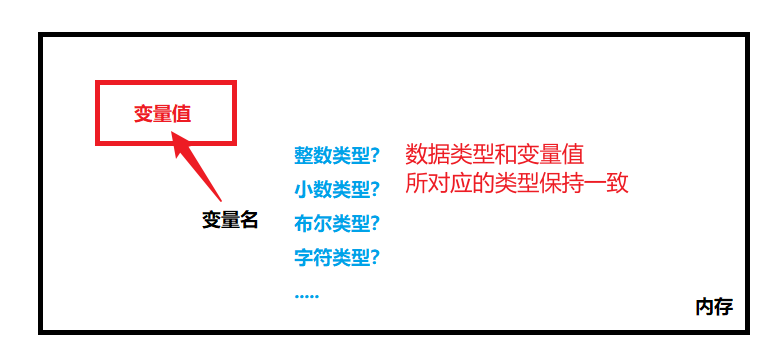 变量值
变量名
整数类型?
小数类型?
布尔类型?
字符类型?
.....
数据类型和变量值
所对应的类型保持一致
内存